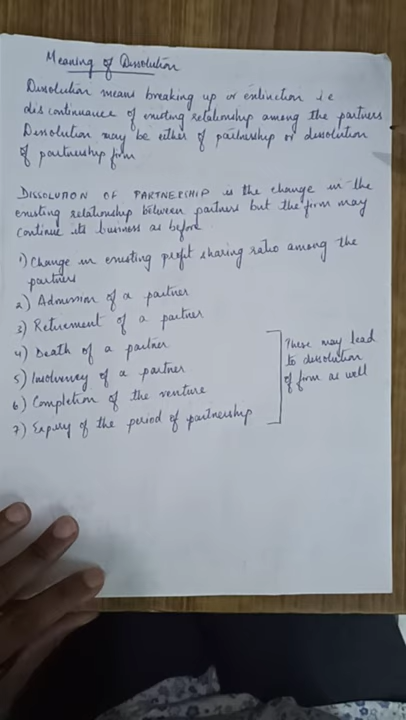 Meaning of Dissolution
Dissolution means breaking up or extinction i.e
discontinuance of existing relationship among the partners
Dissolution may be either of partnership or dissolution
of partnership firm
DISSOLUTION OF PARTNERSHIP is the change in the
existing relationship between partners but the firm may
continue its business as before
1) Change in existing profit sharing ratio among the
partners
2) Admission of a partner
3) Retirement of a partner
4) Death of a partner
5) Insolvency of a partner
6) Completion of the venture
7) Expiry of the period of partnership
These may lead
to dissolution
of firm as well